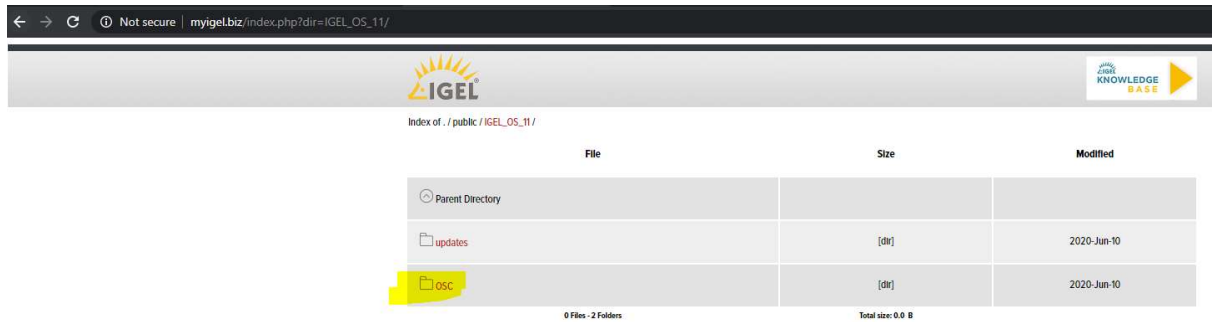 Not secure | myigel.biz/index.php?dir=IGEL_OS_11/
IGEL
IGEL
KNOWLEDGE
BASE
Index of . / public / IGEL_OS_11 /
File Size Modified
Parent Directory
updates [dir] 2020-Jun-10
OSC [dir] 2020-Jun-10
0 Files - 2 Folders Total size: 0.0 B